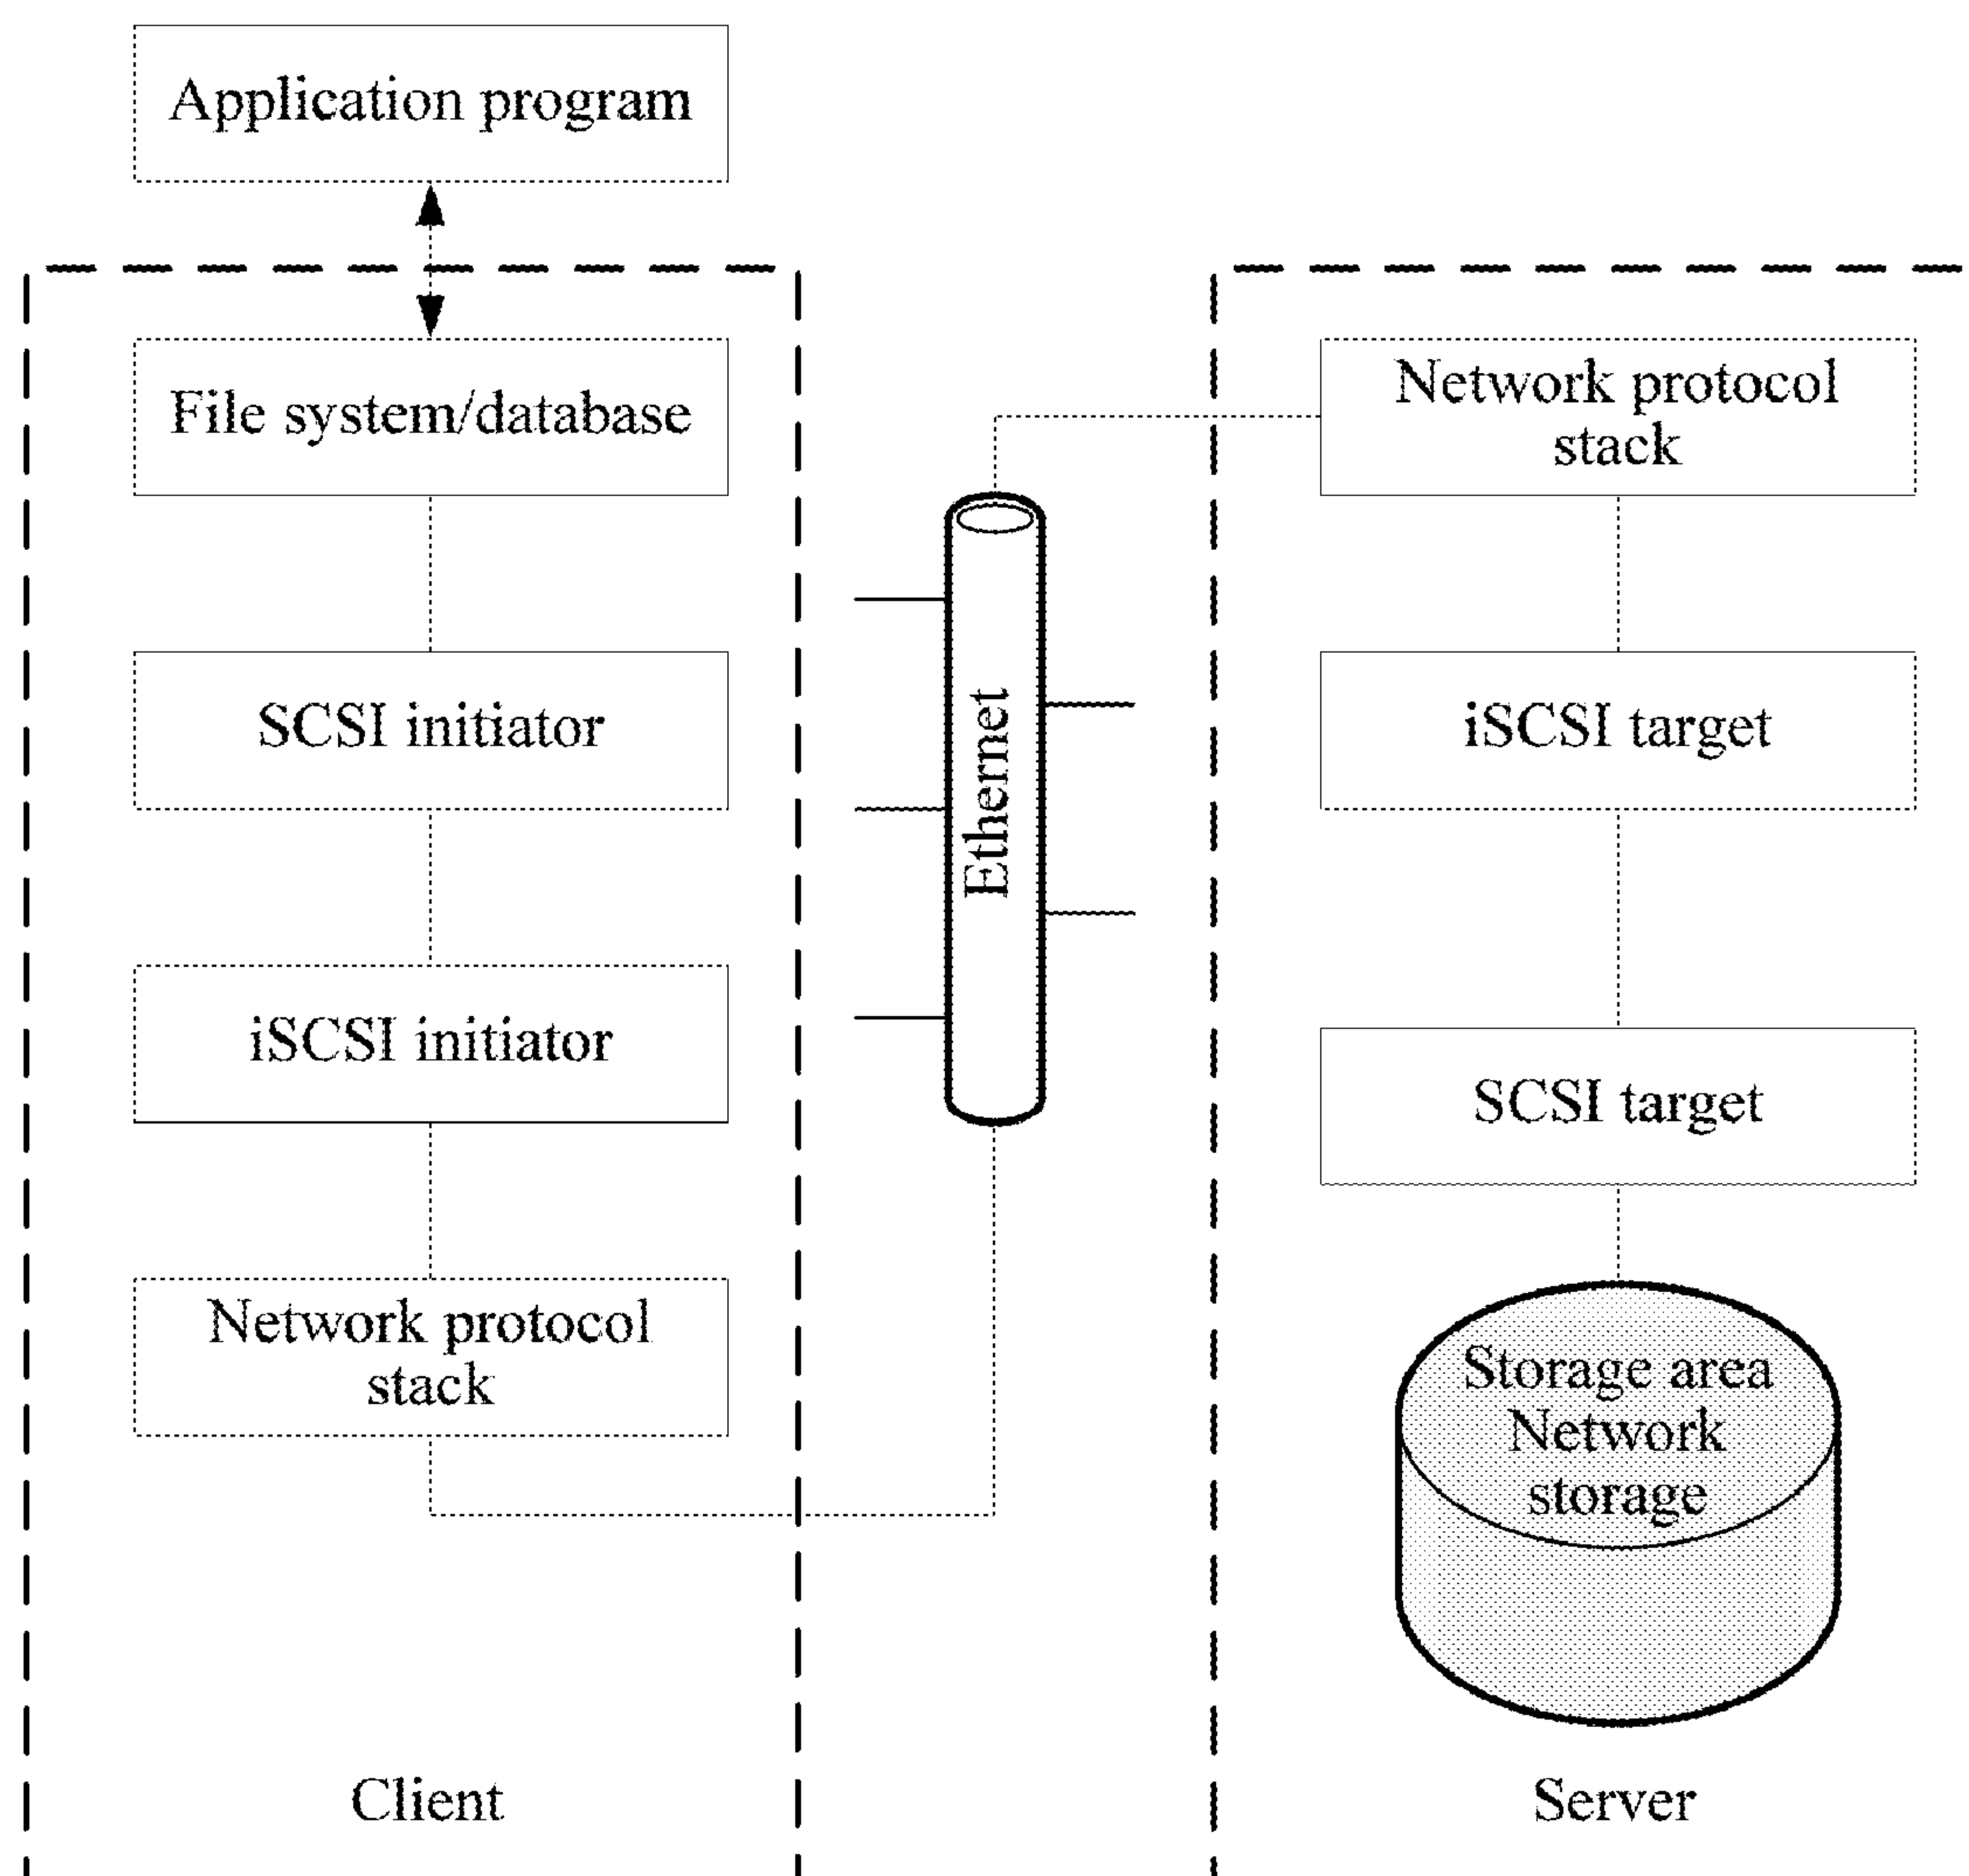 Application program
File system/database
SCSI initiator
iSCSI initiator
Network protocol
stack
Client
Ethernet
Network protocol
stack
iSCSI target
SCSI target
Storage area
Network
storage
Server